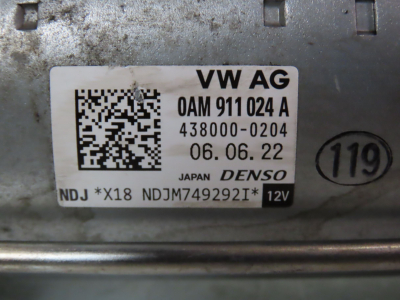 VW AG
0AM 911 024 A
438000-0204
06.06.22
119
JAPAN DENSO
NDJ *X18 NDJM749292I* 12V